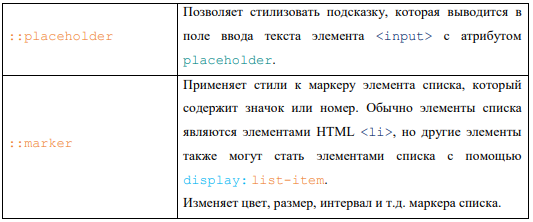 ::placeholder
Позволяет стилизовать подсказку, которая выводится в
поле ввода текста элемента <input> с атрибутом
placeholder.
::marker
Применяет стили к маркеру элемента списка, который
содержит значок или номер. Обычно элементы списка
являются элементами HTML <li>, но другие элементы
также могут стать элементами списка с помощью
display: list-item.
Изменяет цвет, размер, интервал и т.д. маркера списка.